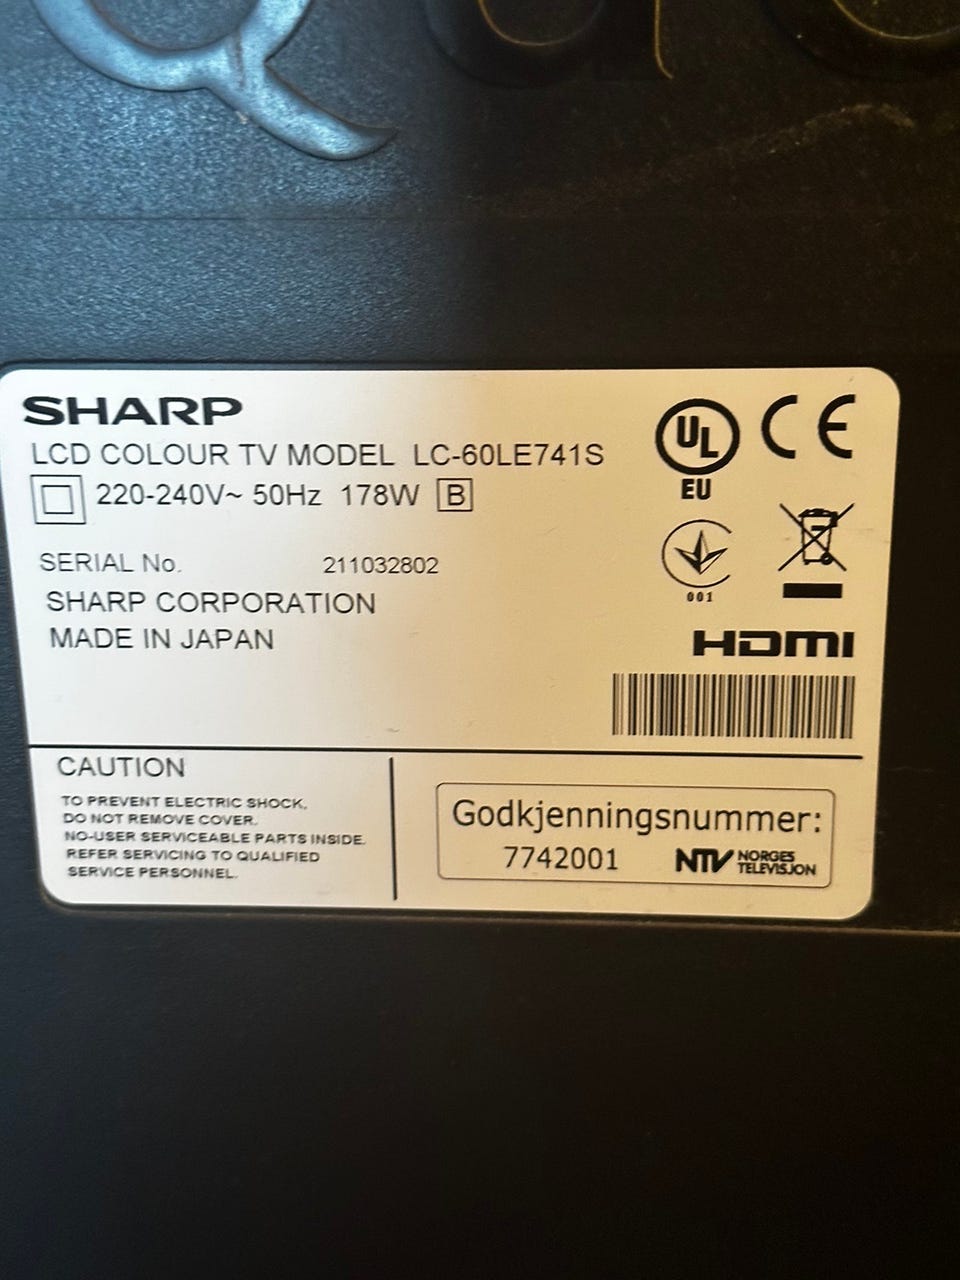 SHARP
LCD COLOUR TV MODEL LC-60LE741S
220-240V~ 50Hz 178W B
SERIAL No. 211032802
SHARP CORPORATION
MADE IN JAPAN
UL
CE
EU
001
HDMI
CAUTION
TO PREVENT ELECTRIC SHOCK,
DO NOT REMOVE COVER.
NO-USER SERVICEABLE PARTS INSIDE.
REFER SERVICING TO QUALIFIED
SERVICE PERSONNEL.
Godkjenningsnummer:
7742001 NTV NORGES
TELEVISJON